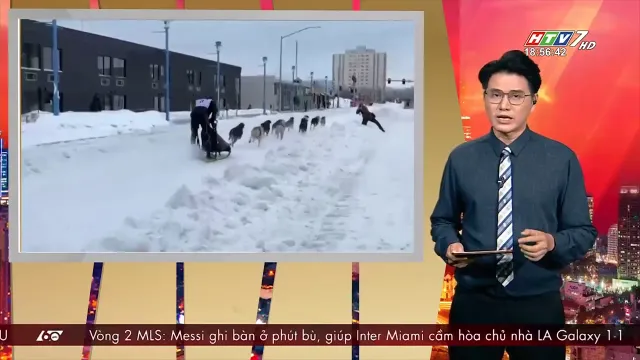 HTV7 HD
18:56:42
U 60 Vòng 2 MLS: Messi ghi bàn ở phút bù, giúp Inter Miami cầm hòa chủ nhà LA Galaxy 1-1